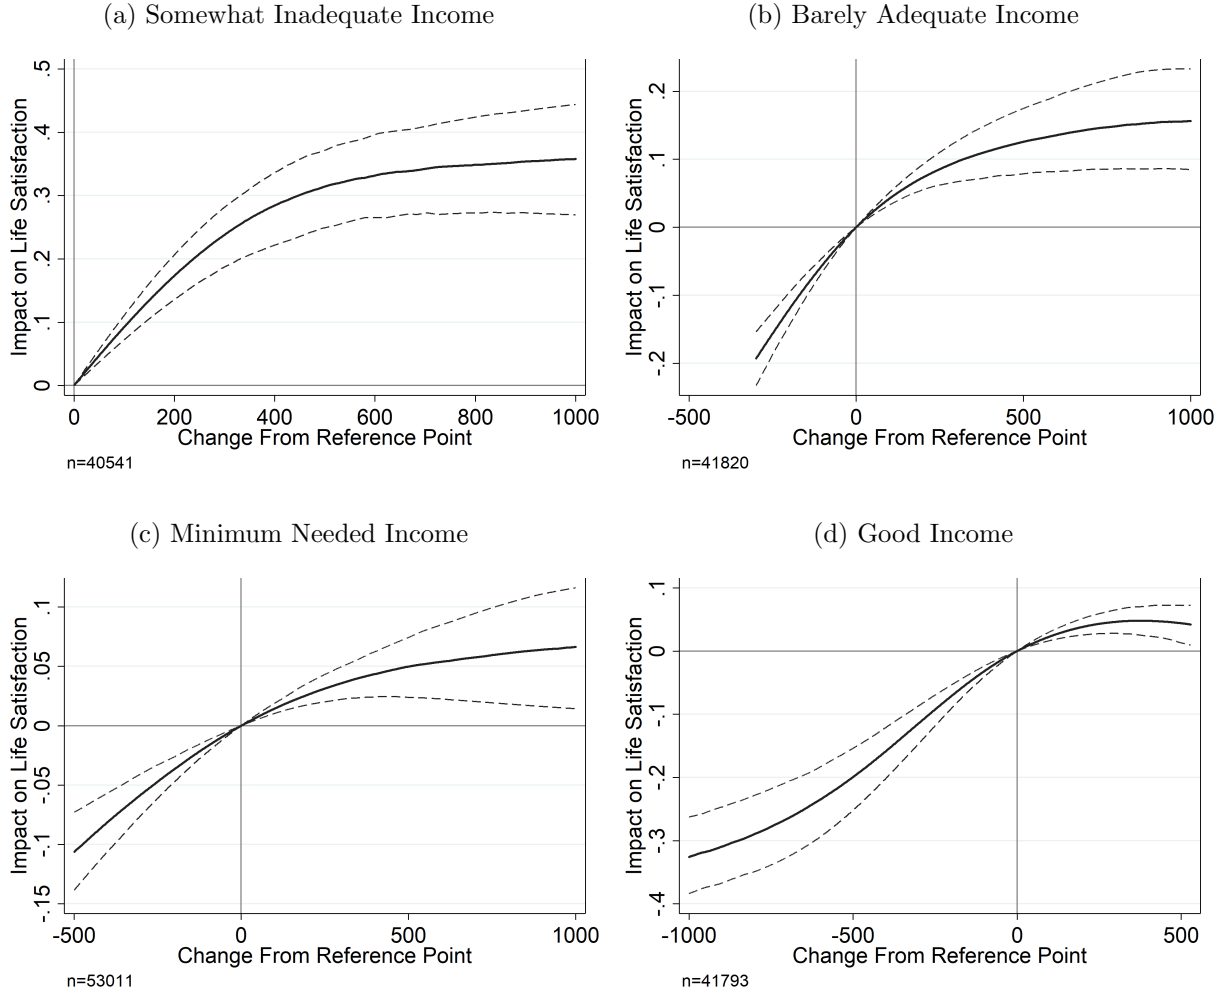 (a) Somewhat Inadequate Income
Impact on Life Satisfaction
.5
.4
.3
.2
.1
0
0 200 400 600 800 1000
Change From Reference Point
n=40541
(b) Barely Adequate Income
Impact on Life Satisfaction
.2
.1
0
-.1
-.2
-500 0 500 1000
Change From Reference Point
n=41820
(c) Minimum Needed Income
Impact on Life Satisfaction
.1
.05
0
-.05
-.1
-.15
-500 0 500 1000
Change From Reference Point
n=53011
(d) Good Income
Impact on Life Satisfaction
.1
0
-.1
-.2
-.3
-.4
-1000 -500 0 500
Change From Reference Point
n=41793